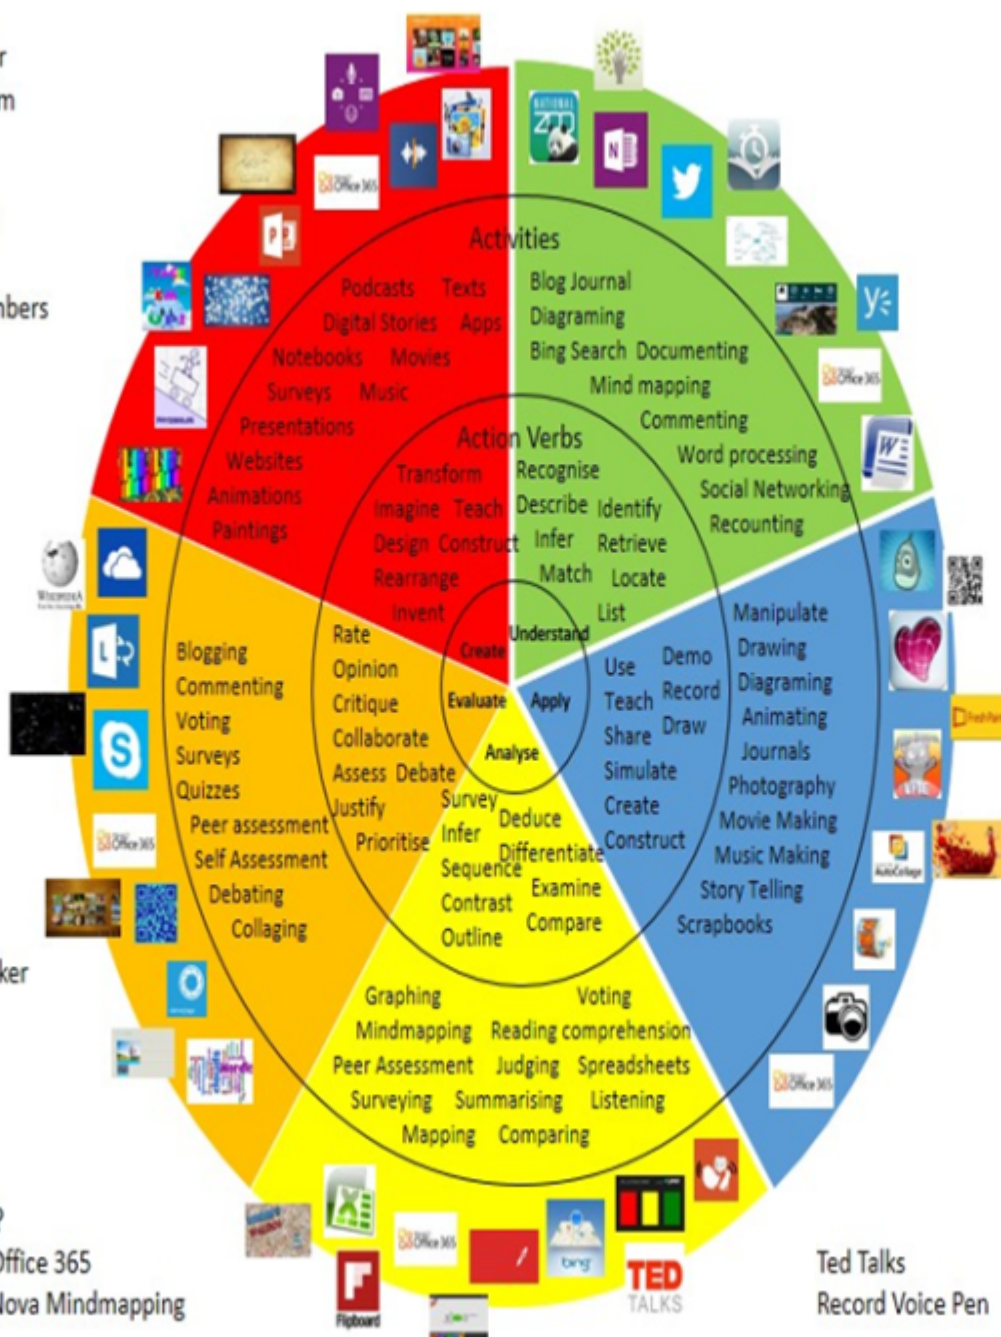 r
m
nbers
ker
Office 365
Nova Mindmapping
Ted Talks
Record Voice Pen
Activities
Podcasts Texts
Digital Stories Apps
Notebooks Movies
Surveys Music
Presentations
Websites
Animations
Paintings
Blog Journal
Diagraming
Bing Search Documenting
Mind mapping
Commenting
Word processing
Social Networking
Recounting
Action Verbs
Transform
Imagine Teach
Design Construct
Rearrange
Invent
Recognise
Describe Identify
Infer Retrieve
Match Locate
List
Create
Understand
Evaluate
Apply
Analyse
Blogging
Commenting
Voting
Surveys
Quizzes
Peer assessment
Self Assessment
Debating
Collaging
Rate
Opinion
Critique
Collaborate
Assess Debate
Justify
Prioritise
Use Demo
Teach Record
Share Draw
Simulate
Create
Construct
Manipulate
Drawing
Diagraming
Animating
Journals
Photography
Movie Making
Music Making
Story Telling
Scrapbooks
Survey Deduce
Infer Differentiate
Sequence Examine
Contrast Compare
Outline
Graphing Voting
Mindmapping Reading comprehension
Peer Assessment Judging Spreadsheets
Surveying Summarising Listening
Mapping Comparing
NATIONAL
ZOO
N
Office 365
P
Office 365
W
WIKIPEDIA
L
S
Office 365
Wordle
AutoCollage
Office 365
X
Office 365
bing
TED
TALKS
Flipboard